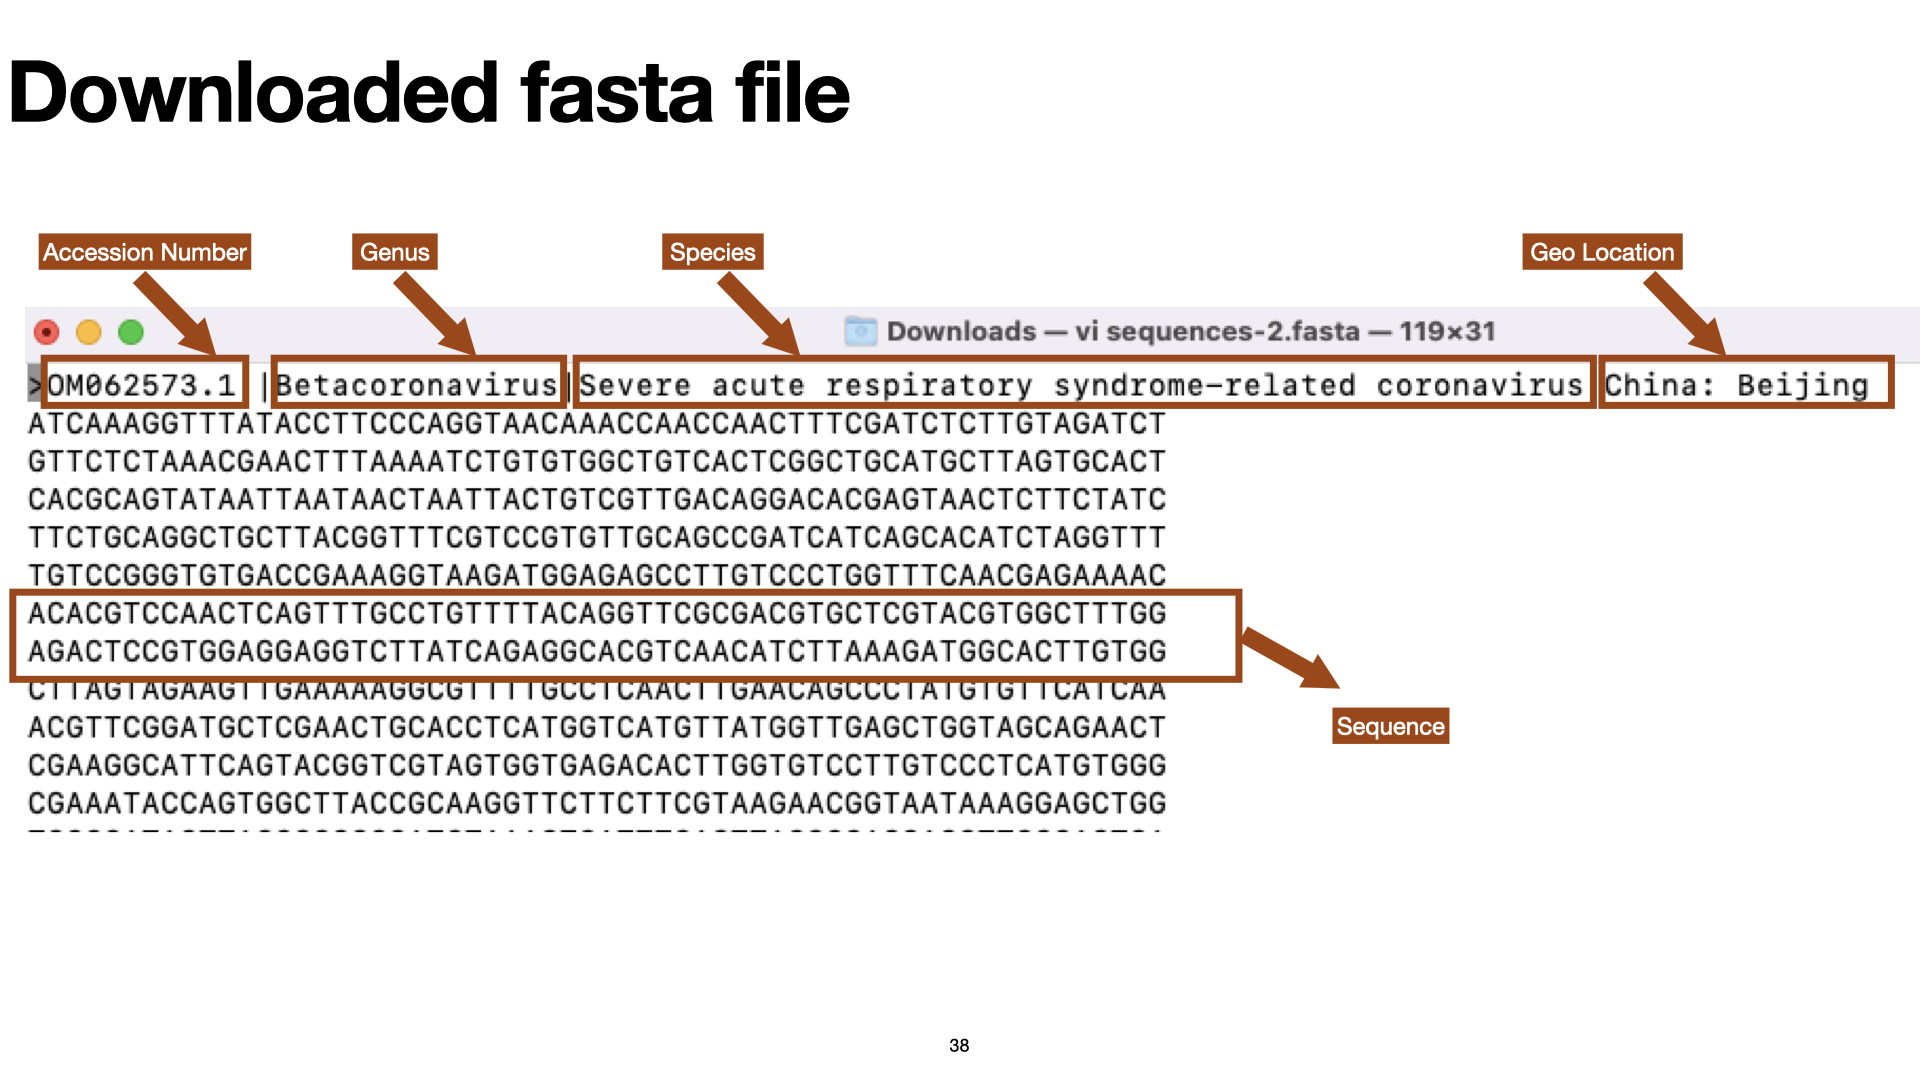 Downloaded fasta file
Accession Number
Genus
Species
Geo Location
Downloads — vi sequences-2.fasta — 119×31
>OM062573.1 |Betacoronavirus|Severe acute respiratory syndrome-related coronavirus China: Beijing
ATCAAAGGTTTATACCTTCCCAGGTAACAAACCAACCAACTTTCGATCTCTTGTAGATCT
GTTCTCTAAACGAACTTTAAAATCTGTGTGGCTGTCACTCGGCTGCATGCTTAGTGCACT
CACGCAGTATAATTAATAACTAATTACTGTCGTTGACAGGACACGAGTAACTCTTCTATC
TTCTGCAGGCTGCTTACGGTTTCGTCCGTGTTGCAGCCGATCATCAGCACATCTAGGTTT
TGTCCGGGTGTGACCGAAAGGTAAGATGGAGAGCCTTGTCCCTGGTTTCAACGAGAAAAC
ACACGTCCAACTCAGTTTGCCTGTTTTACAGGTTCGCGACGTGCTCGTACGTGGCTTTGG
AGACTCCGTGGAGGAGGTCTTATCAGAGGCACGTCAACATCTTAAAGATGGCACTTGTGG
CTTAGTAGAAGTTGAAAAAGGCGTTTTGCCTCAACTTGAACAGCCCTATGTGTTCATCAA
ACGTTCGGATGCTCGAACTGCACCTCATGGTCATGTTATGGTTGAGCTGGTAGCAGAACT
CGAAGGCATTCAGTACGGTCGTAGTGGTGAGACACTTGGTGTCCTTGTCCCTCATGTGGG
CGAAATACCAGTGGCTTACCGCAAGGTTCTTCTTCGTAAGAACGGTAATAAAGGAGCTGG
Sequence
38